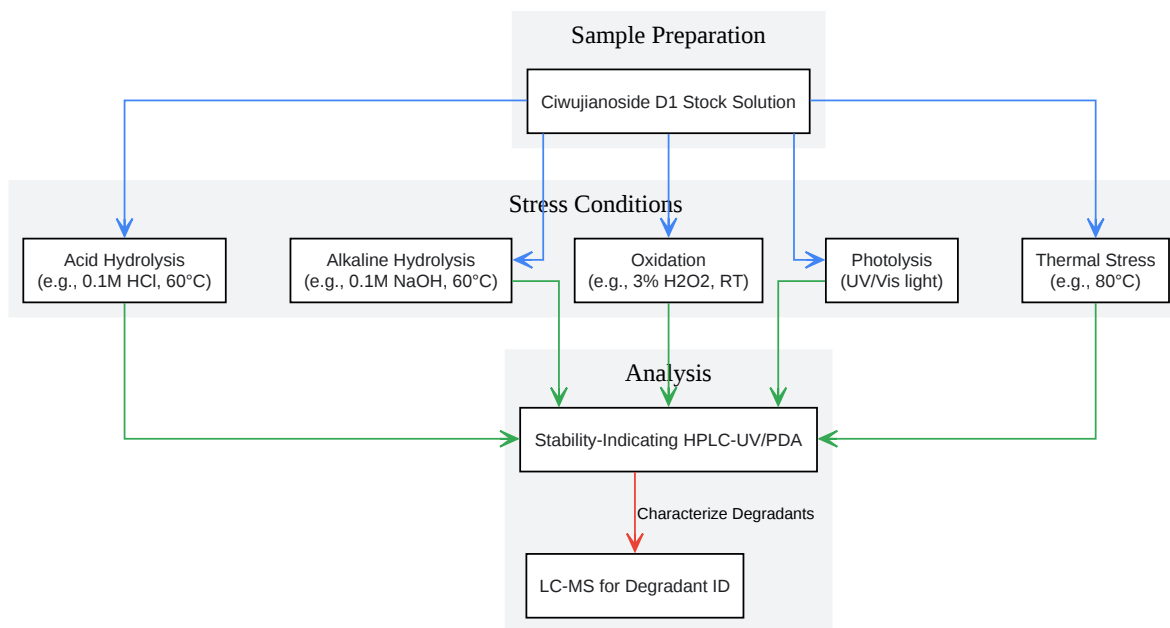 Sample Preparation
Ciwujianoside D1 Stock Solution
Stress Conditions
Acid Hydrolysis
(e.g., 0.1M HCl, 60°C)
Alkaline Hydrolysis
(e.g., 0.1M NaOH, 60°C)
Oxidation
(e.g., 3% H2O2, RT)
Photolysis
(UV/Vis light)
Thermal Stress
(e.g., 80°C)
Analysis
Stability-Indicating HPLC-UV/PDA
Characterize Degradants
LC-MS for Degradant ID